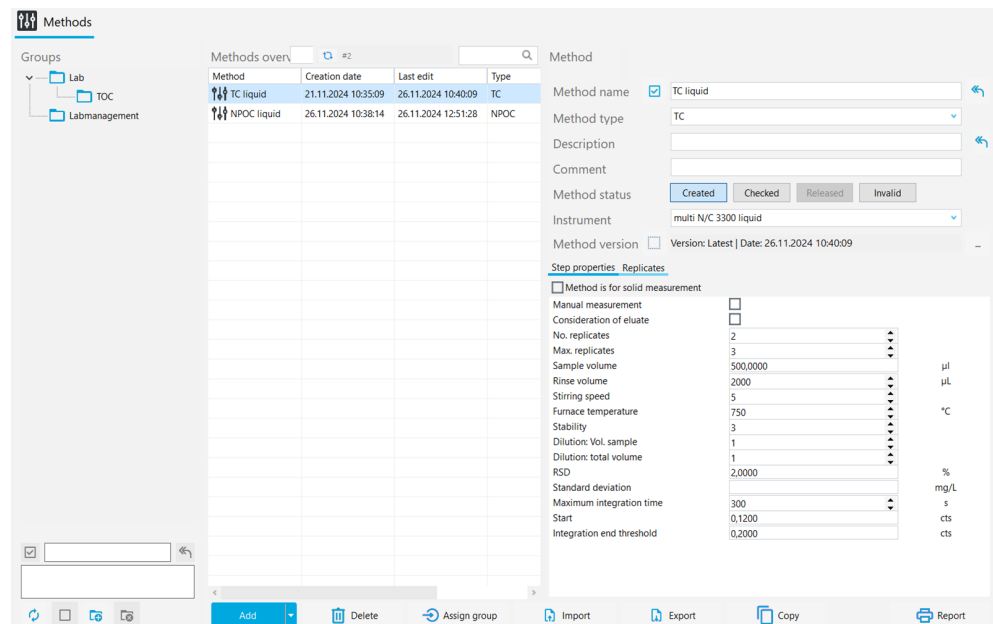 Methods
Groups
Lab
TOC
Labmanagement
Methods overv
#2
Method Creation date Last edit Type
TC liquid 21.11.2024 10:35:09 26.11.2024 10:40:09 TC
NPOC liquid 26.11.2024 10:38:14 26.11.2024 12:51:28 NPOC
Method
Method name TC liquid
Method type TC
Description
Comment
Method status Created Checked Released Invalid
Instrument multi N/C 3300 liquid
Method version Version: Latest | Date: 26.11.2024 10:40:09 ...
Step properties Replicates
Method is for solid measurement
Manual measurement
Consideration of eluate
No. replicates 2
Max. replicates 3
Sample volume 500,0000 µl
Rinse volume 2000 µL
Stirring speed 5
Furnace temperature 750 °C
Stability 3
Dilution: Vol. sample 1
Dilution: total volume 1
RSD 2,0000 %
Standard deviation mg/L
Maximum integration time 300 s
Start 0,1200 cts
Integration end threshold 0,2000 cts
Add Delete Assign group Import Export Copy Report